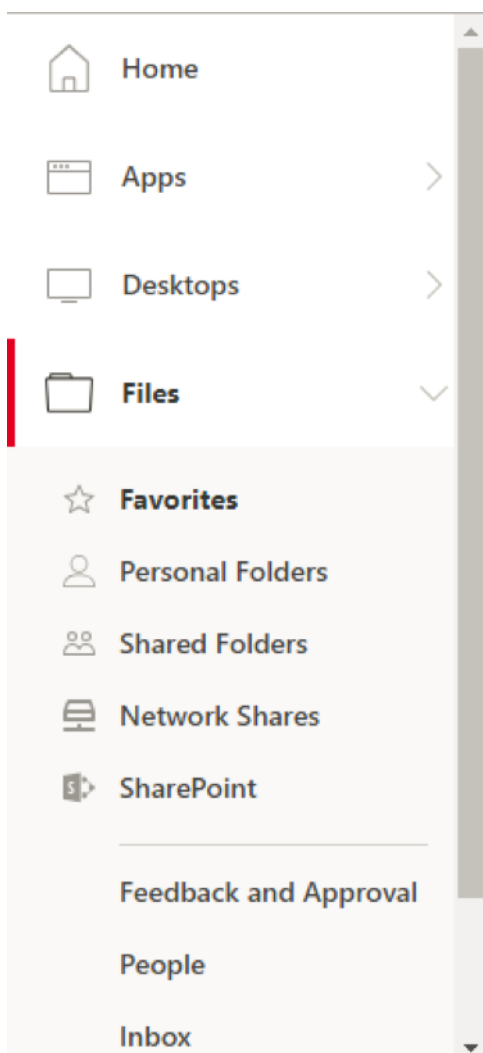 Home
Apps
Desktops
Files
Favorites
Personal Folders
Shared Folders
Network Shares
SharePoint
Feedback and Approval
People
Inbox